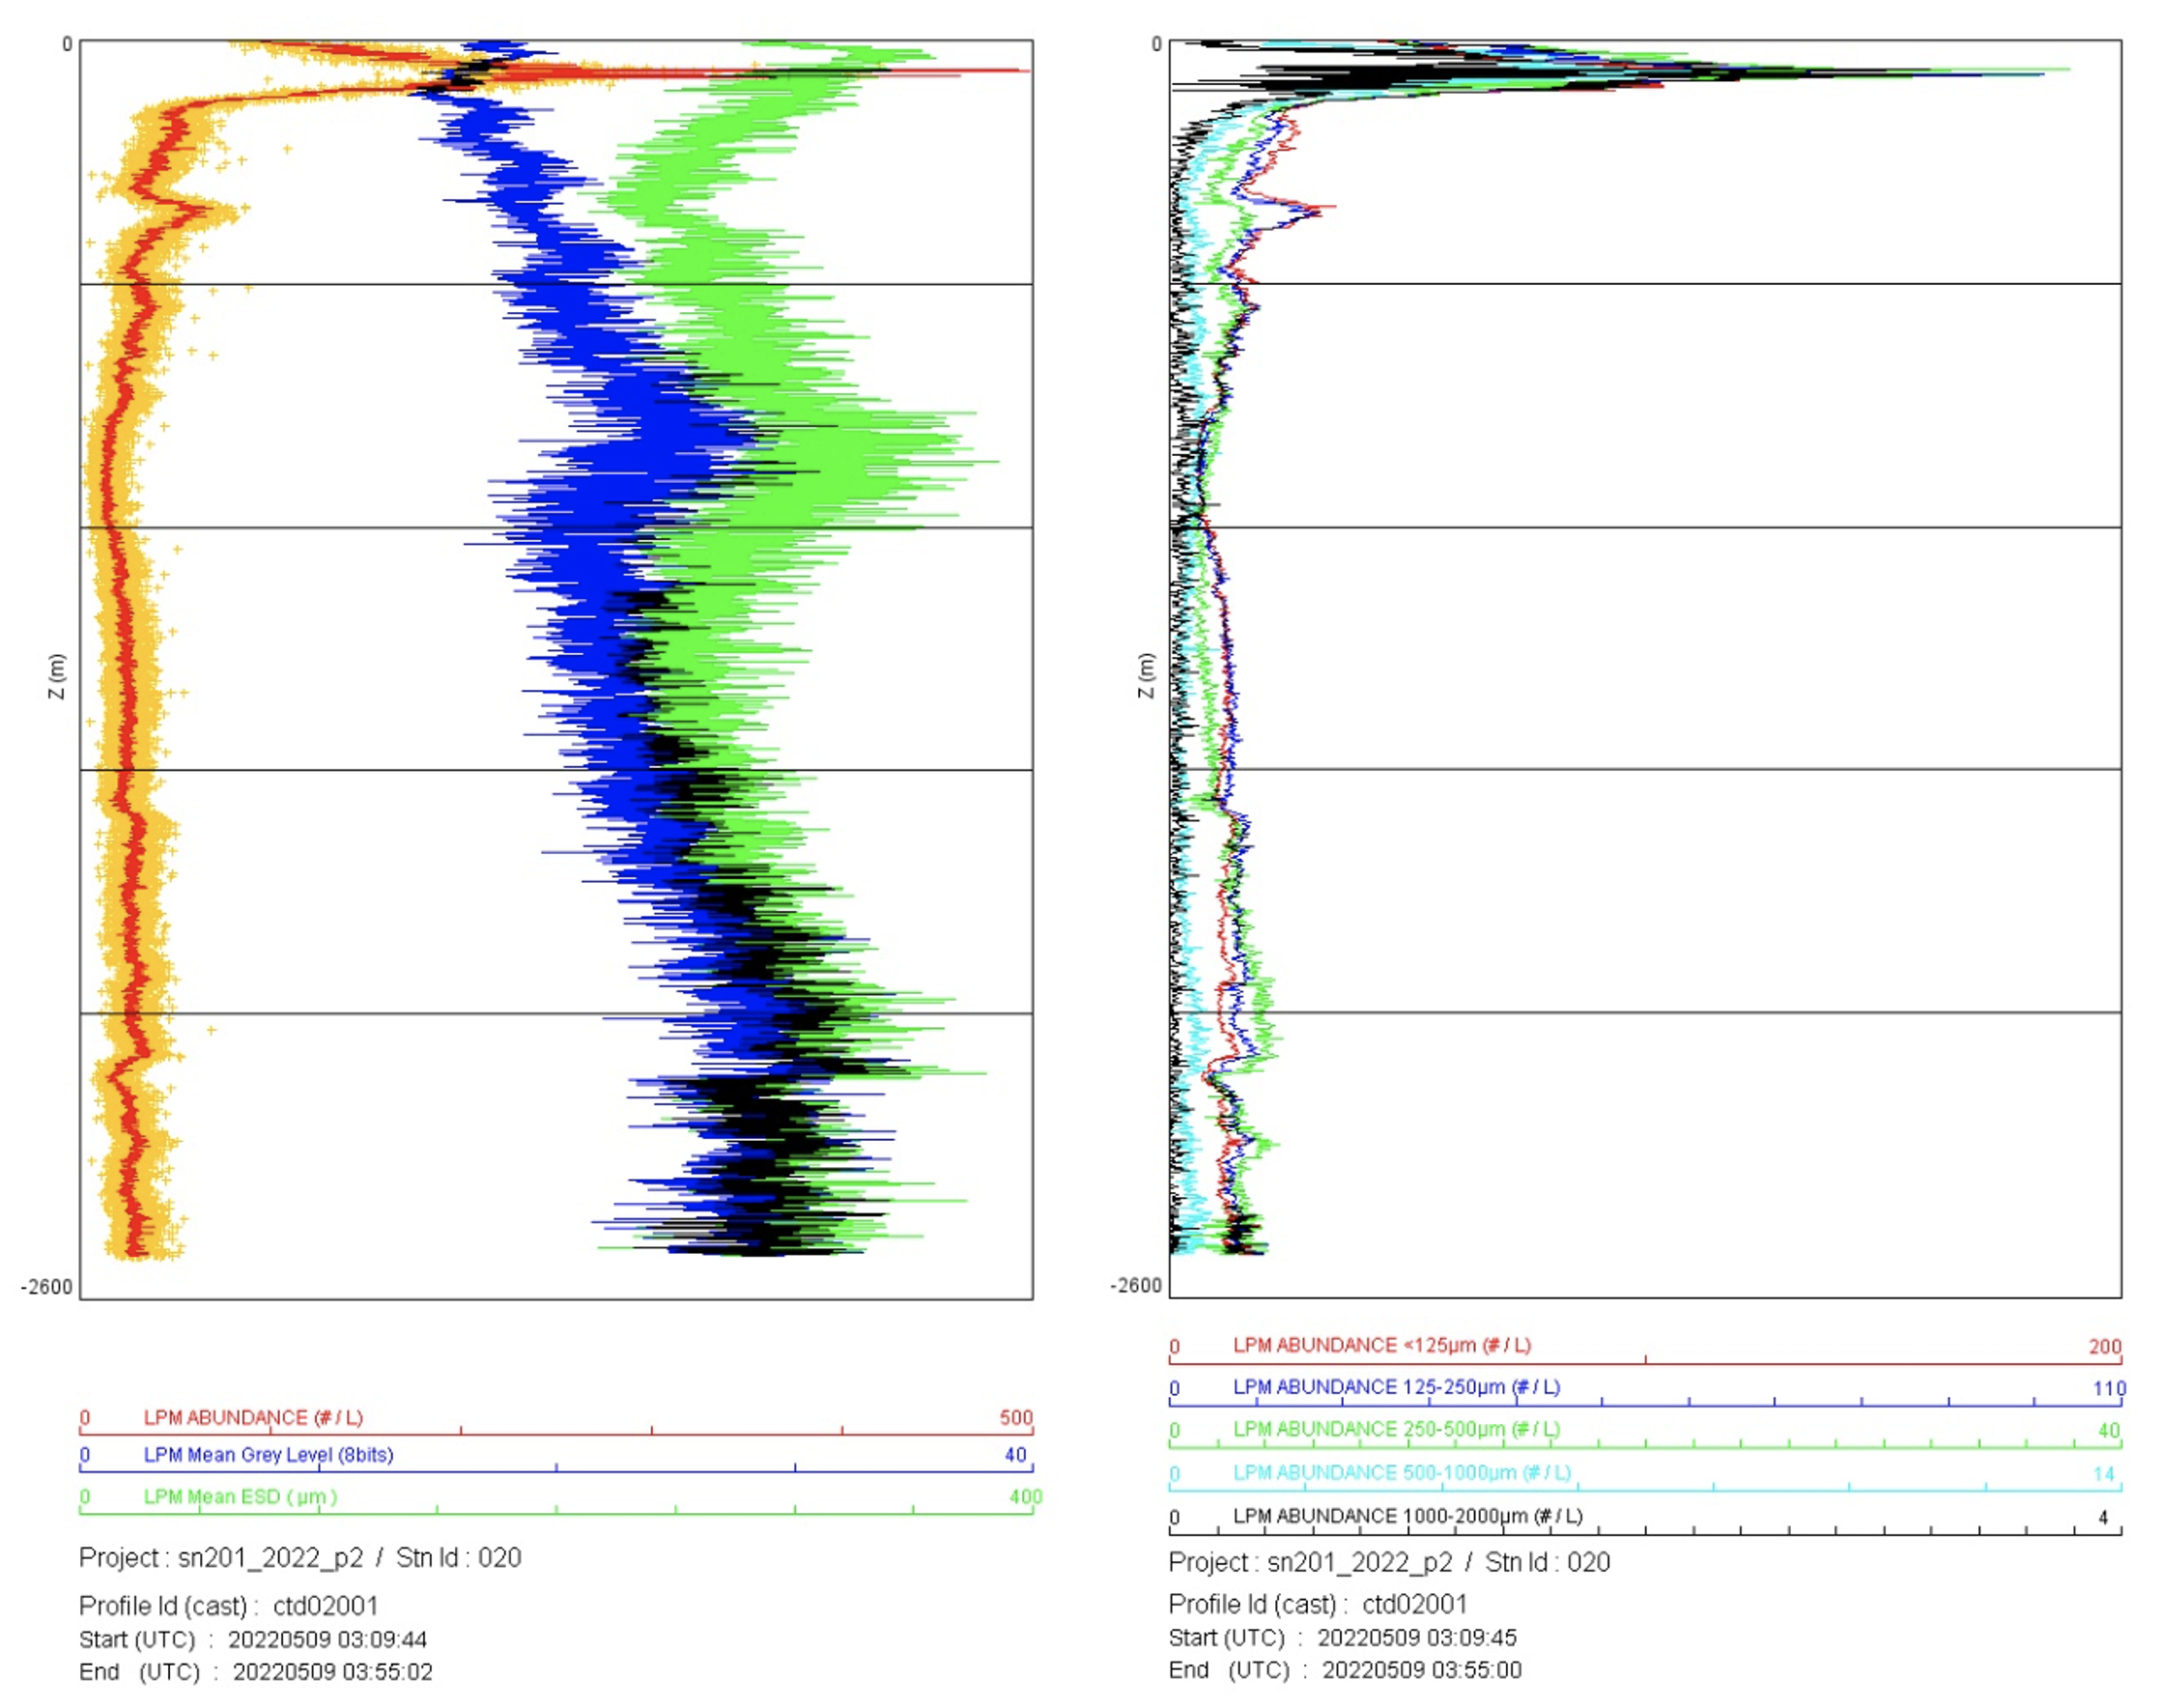 0
Z (m)
-2600
0 LPM ABUNDANCE (# / L) 500
0 LPM Mean Grey Level (8bits) 40
0 LPM Mean ESD ( µm ) 400
Project : sn201_2022_p2 / Stn Id : 020
Profile Id (cast) : ctd02001
Start (UTC) : 20220509 03:09:44
End (UTC) : 20220509 03:55:02
0
Z (m)
-2600
0 LPM ABUNDANCE <125µm (# / L) 200
0 LPM ABUNDANCE 125-250µm (# / L) 110
0 LPM ABUNDANCE 250-500µm (# / L) 40
0 LPM ABUNDANCE 500-1000µm (# / L) 14
0 LPM ABUNDANCE 1000-2000µm (# / L) 4
Project : sn201_2022_p2 / Stn Id : 020
Profile Id (cast) : ctd02001
Start (UTC) : 20220509 03:09:45
End (UTC) : 20220509 03:55:00